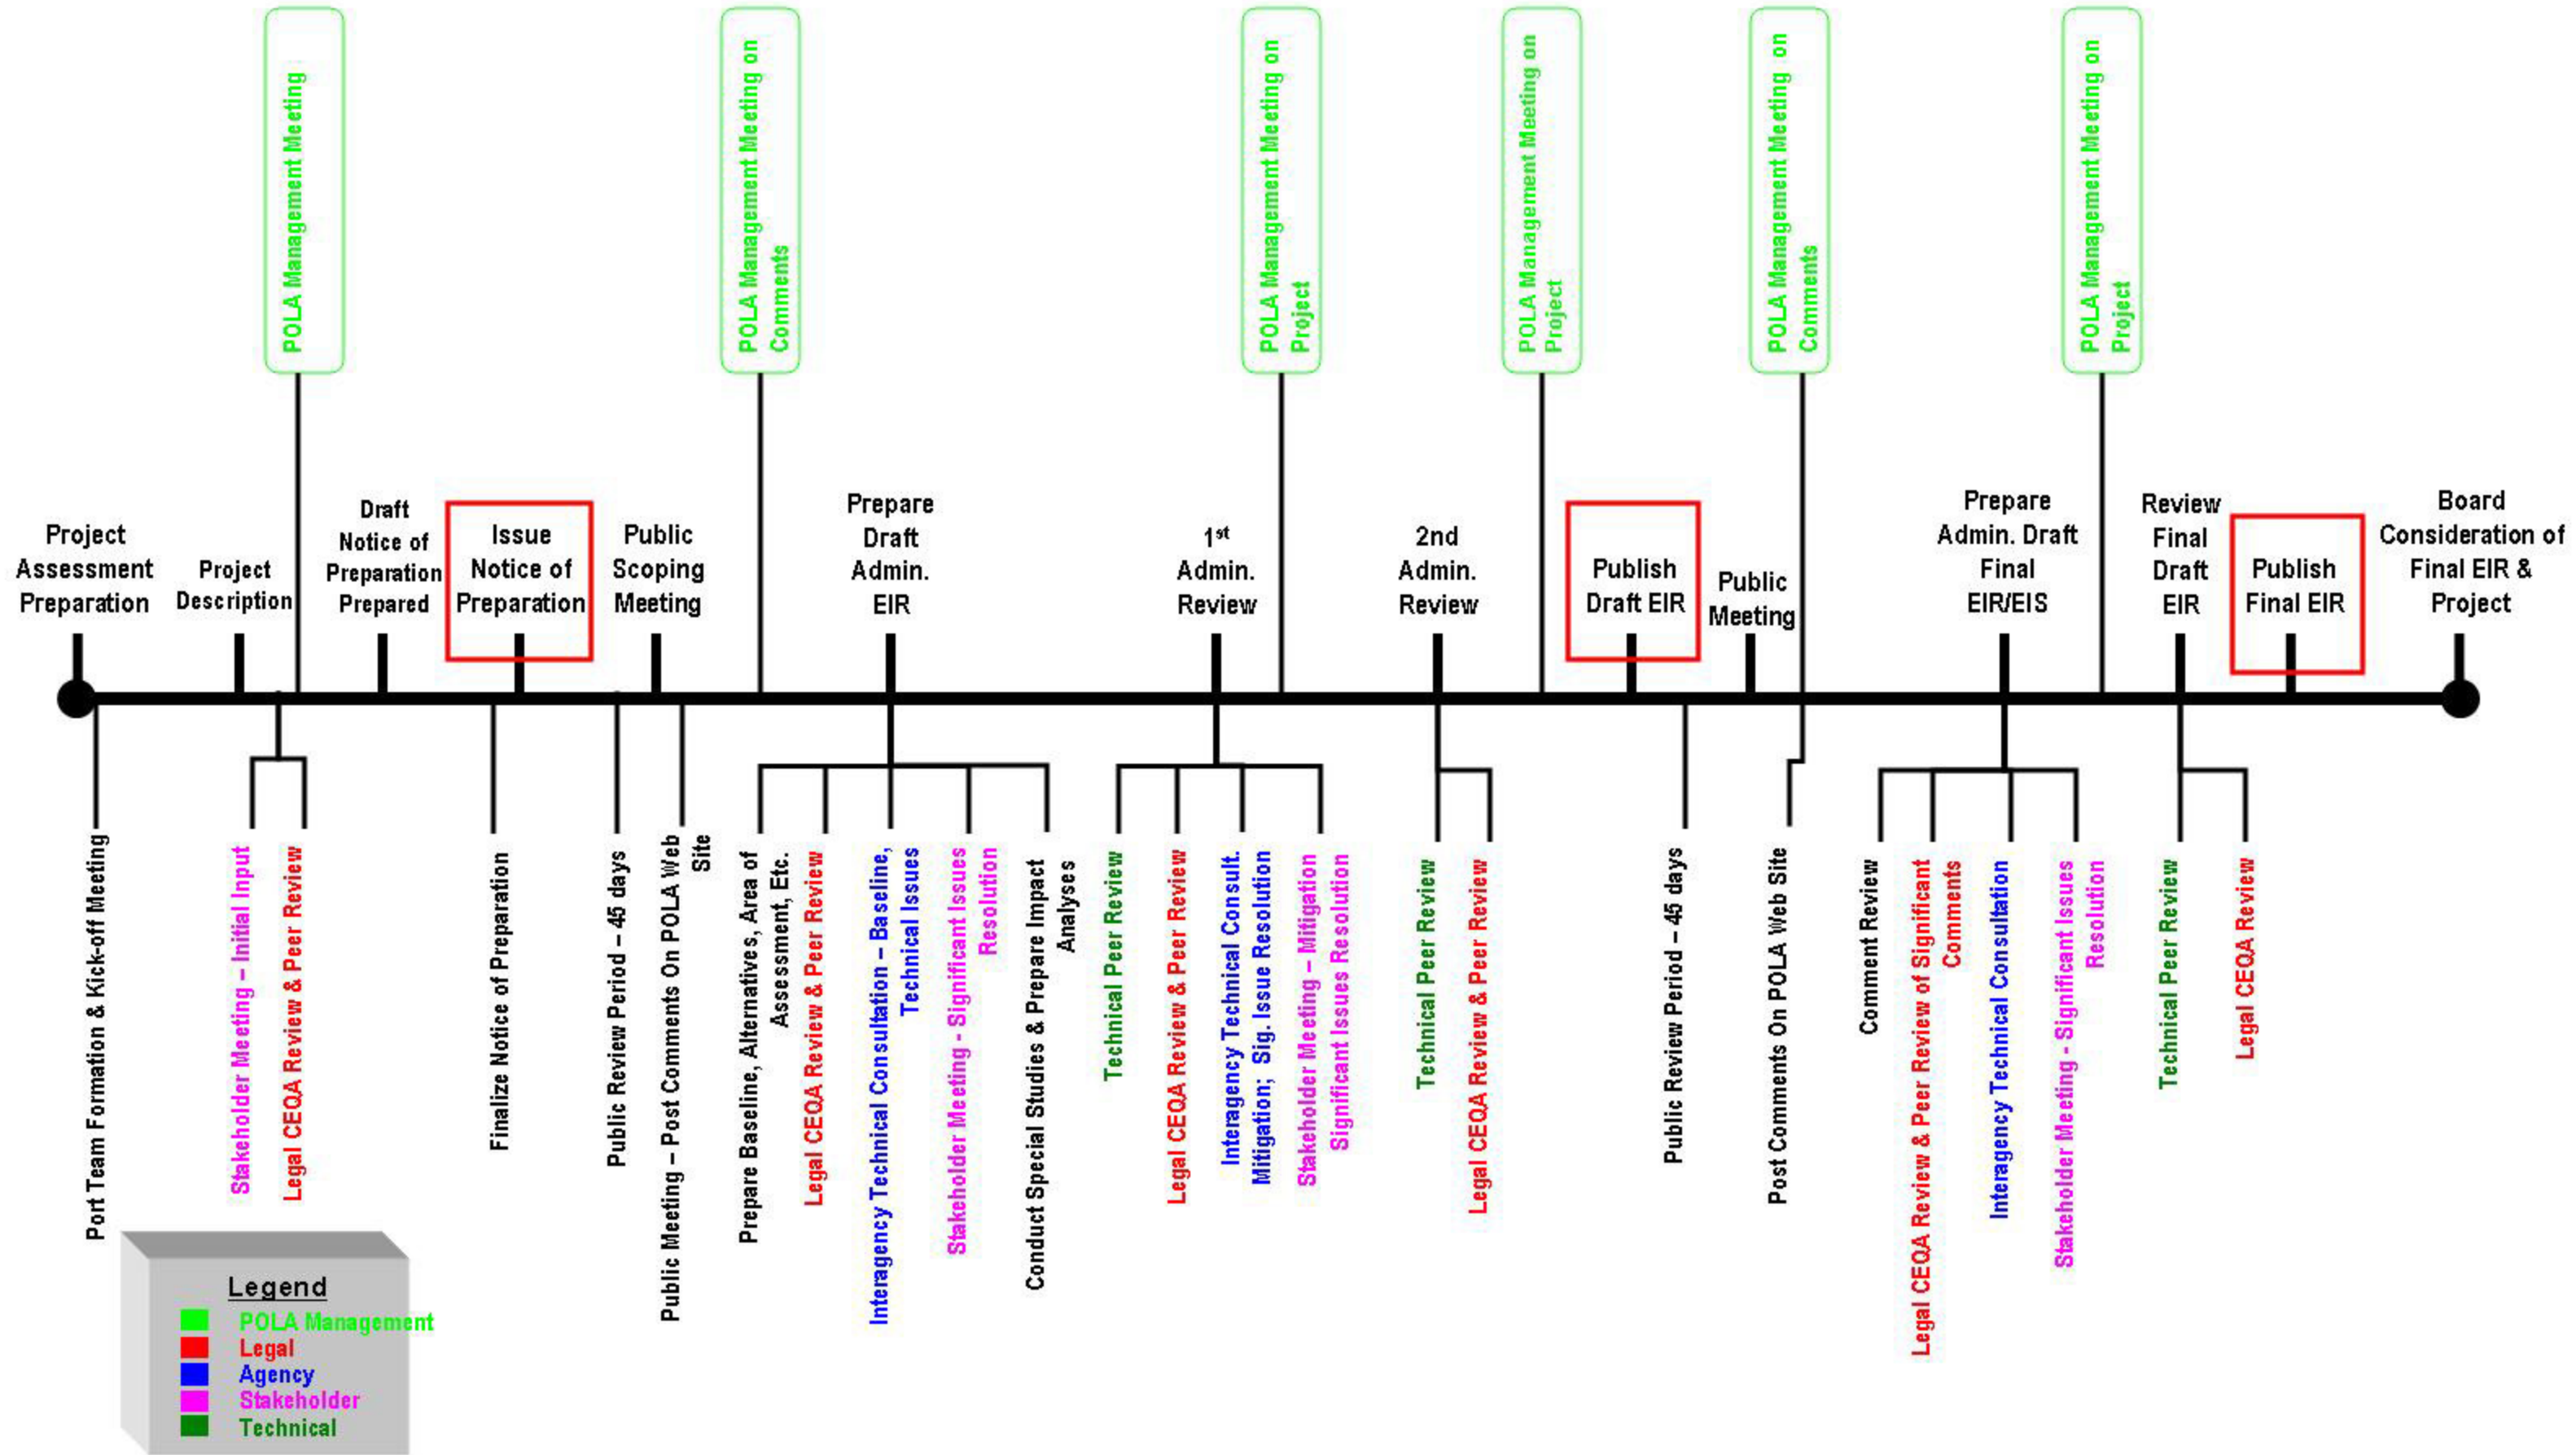 POLA Management Meeting
POLA Management Meeting on
Comments
POLA Management Meeting on
Project
POLA Management Meeting on
Project
POLA Management Meeting  on
Comments
POLA Management Meeting on
Project
Project
Assessment
Preparation
Project
Description
Draft
Notice of
Preparation
Prepared
Issue
Notice of
Preparation
Public
Scoping
Meeting
Prepare
Draft
Admin.
EIR
1st
Admin.
Review
2nd
Admin.
Review
Publish
Draft EIR
Public
Meeting
Prepare
Admin. Draft
Final
EIR/EIS
Review
Final
Draft
EIR
Publish
Final EIR
Board
Consideration of
Final EIR &
Project
Port Team Formation & Kick-off Meeting
Stakeholder Meeting – Initial Input
Legal CEQA Review & Peer Review
Finalize Notice of Preparation
Public Review Period – 45 days
Public Meeting – Post Comments On POLA Web
Site
Prepare Baseline, Alternatives, Area of
Assessment, Etc.
Legal CEQA Review & Peer Review
Interagency Technical Consultation – Baseline,
Technical Issues
Stakeholder Meeting - Significant Issues
Resolution
Conduct Special Studies & Prepare Impact
Analyses
Technical Peer Review
Legal CEQA Review & Peer Review
Interagency Technical Consult.
Mitigation;  Sig. Issue Resolution
Stakeholder Meeting – Mitigation
Significant Issues Resolution
Technical Peer Review
Legal CEQA Review & Peer Review
Public Review Period – 45 days
Post Comments On POLA Web Site
Comment Review
Legal CEQA Review & Peer Review of Significant
Comments
Interagency Technical Consultation
Stakeholder Meeting - Significant Issues
Resolution
Technical Peer Review
Legal CEQA Review
Legend
POLA Management
Legal
Agency
Stakeholder
Technical